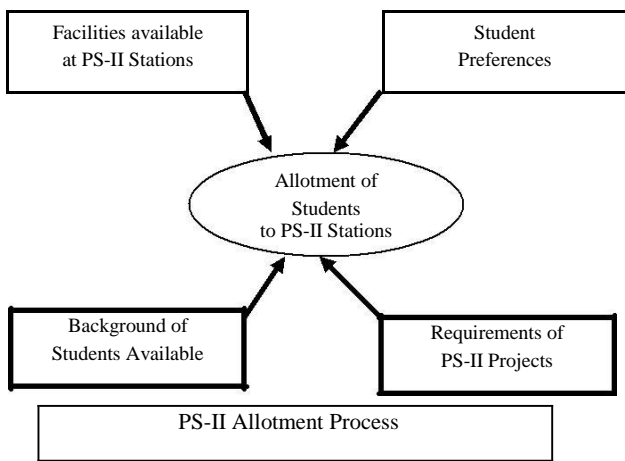 Facilities available
at PS-II Stations
Student
Preferences
Allotment of
Students
to PS-II Stations
Background of
Students Available
Requirements of
PS-II Projects
PS-II Allotment Process